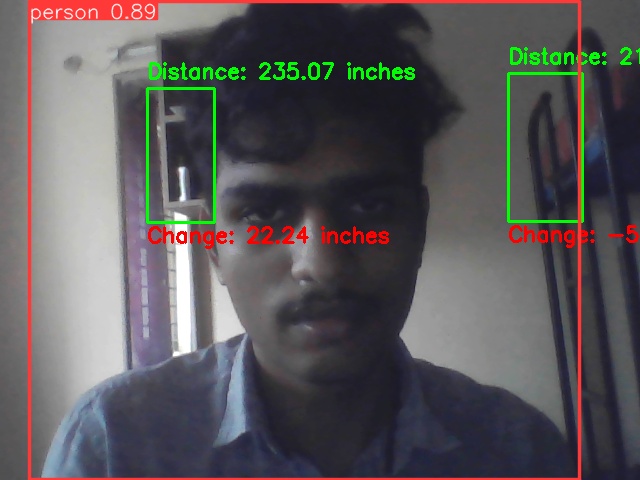 person 0.89
Distance: 235.07 inches
Distance: 21
Change: 22.24 inches
Change: -5